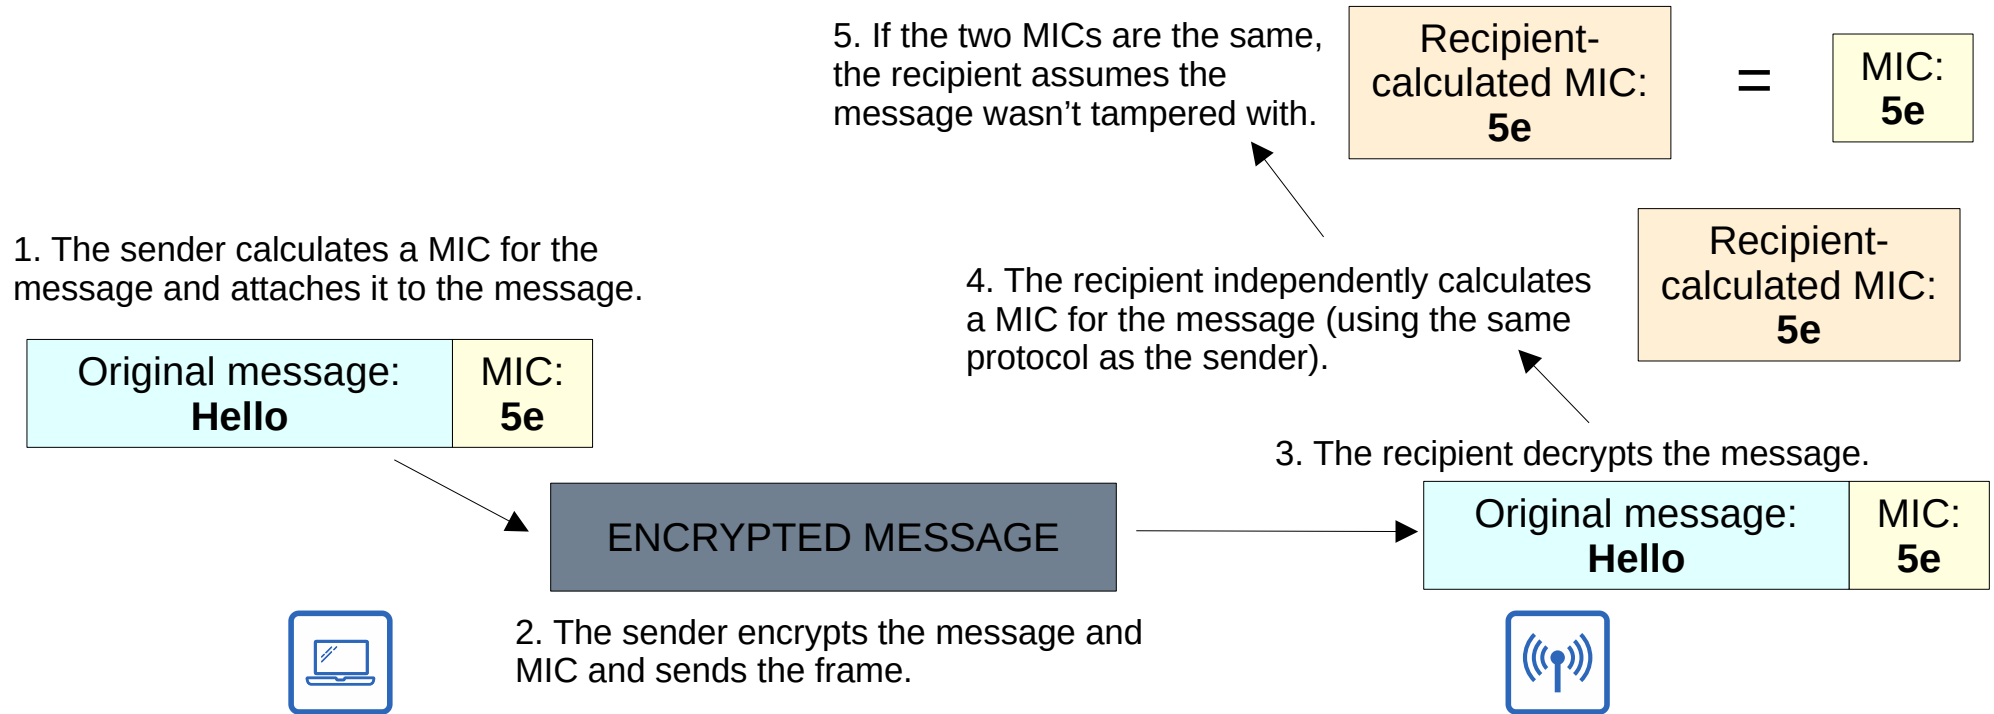 1. The sender calculates a MIC for the
message and attaches it to the message.
Original message:
Hello
MIC:
5e
ENCRYPTED MESSAGE
2. The sender encrypts the message and
MIC and sends the frame.
3. The recipient decrypts the message.
Original message:
Hello
MIC:
5e
4. The recipient independently calculates
a MIC for the message (using the same
protocol as the sender).
Recipient-
calculated MIC:
5e
5. If the two MICs are the same,
the recipient assumes the
message wasn’t tampered with.
Recipient-
calculated MIC:
5e
=
MIC:
5e